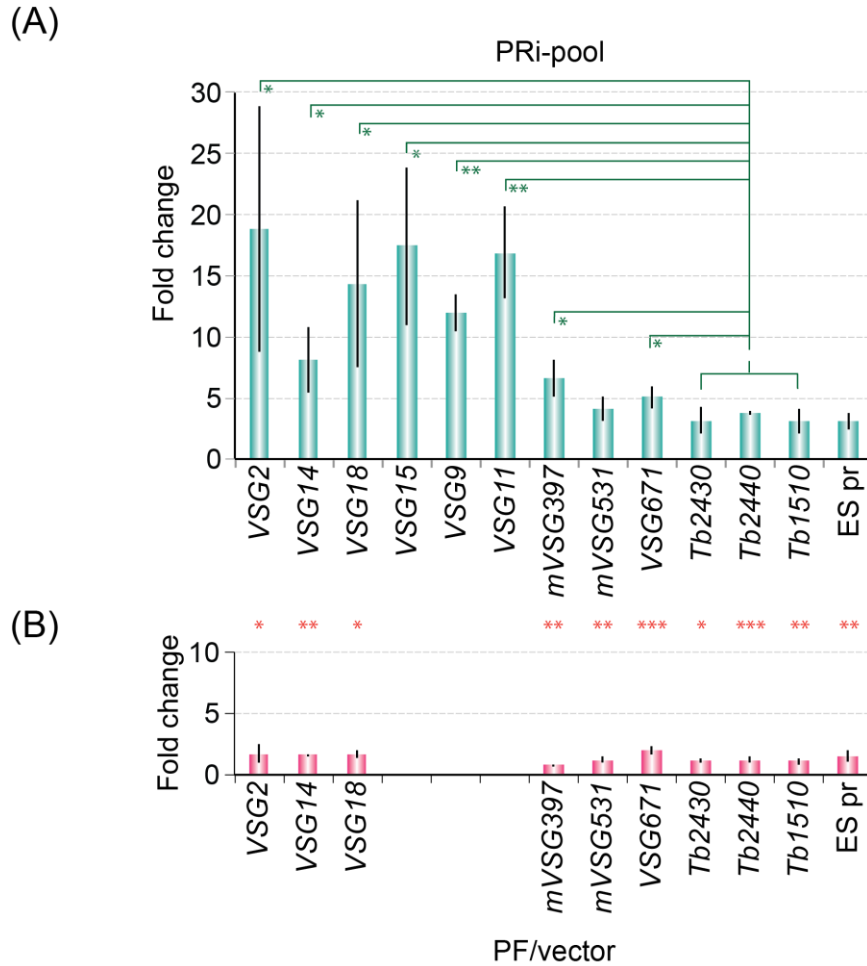 (A)
PRi-pool
Fold change
30
25
20
15
10
5
0
*
*
*
*
**
**
*
*
VSG2
VSG14
VSG18
VSG15
VSG9
VSG11
mVSG397
mVSG531
VSG671
Tb2430
Tb2440
Tb1510
ES pr
(B)
* ** * ** ** *** * *** ** **
Fold change
10
5
0
VSG2
VSG14
VSG18
mVSG397
mVSG531
VSG671
Tb2430
Tb2440
Tb1510
ES pr
PF/vector